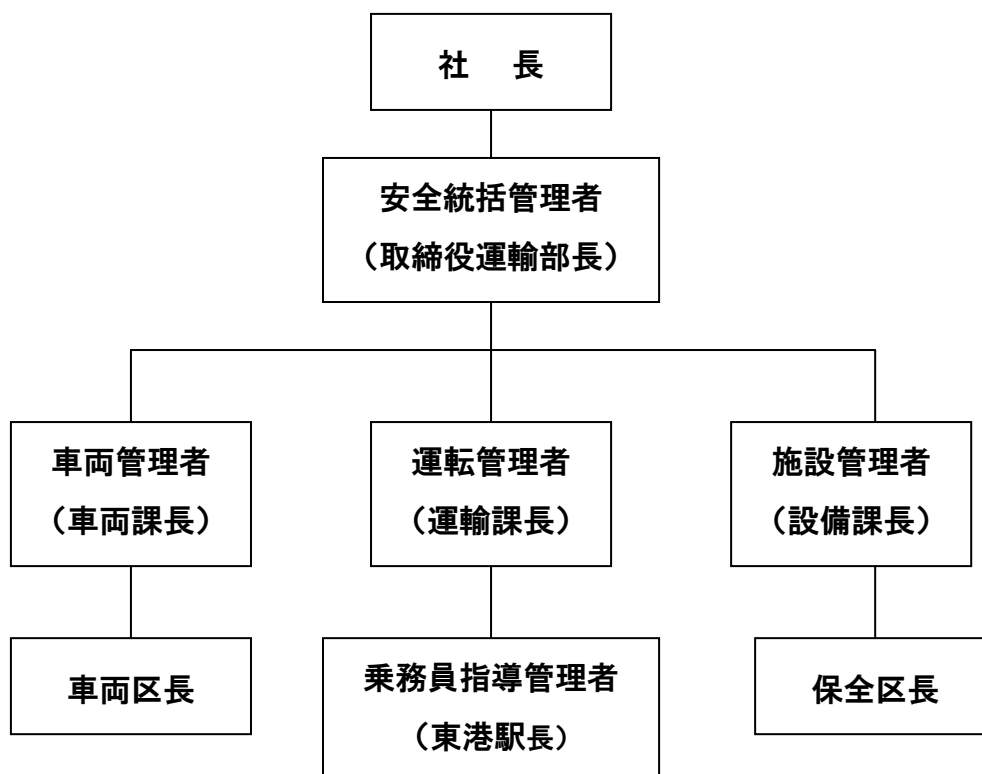 社 長
安全統括管理者
（取締役運輸部長）
車両管理者
（車両課長）
運転管理者
（運輸課長）
施設管理者
（設備課長）
車両区長
乗務員指導管理者
（東港駅長）
保全区長